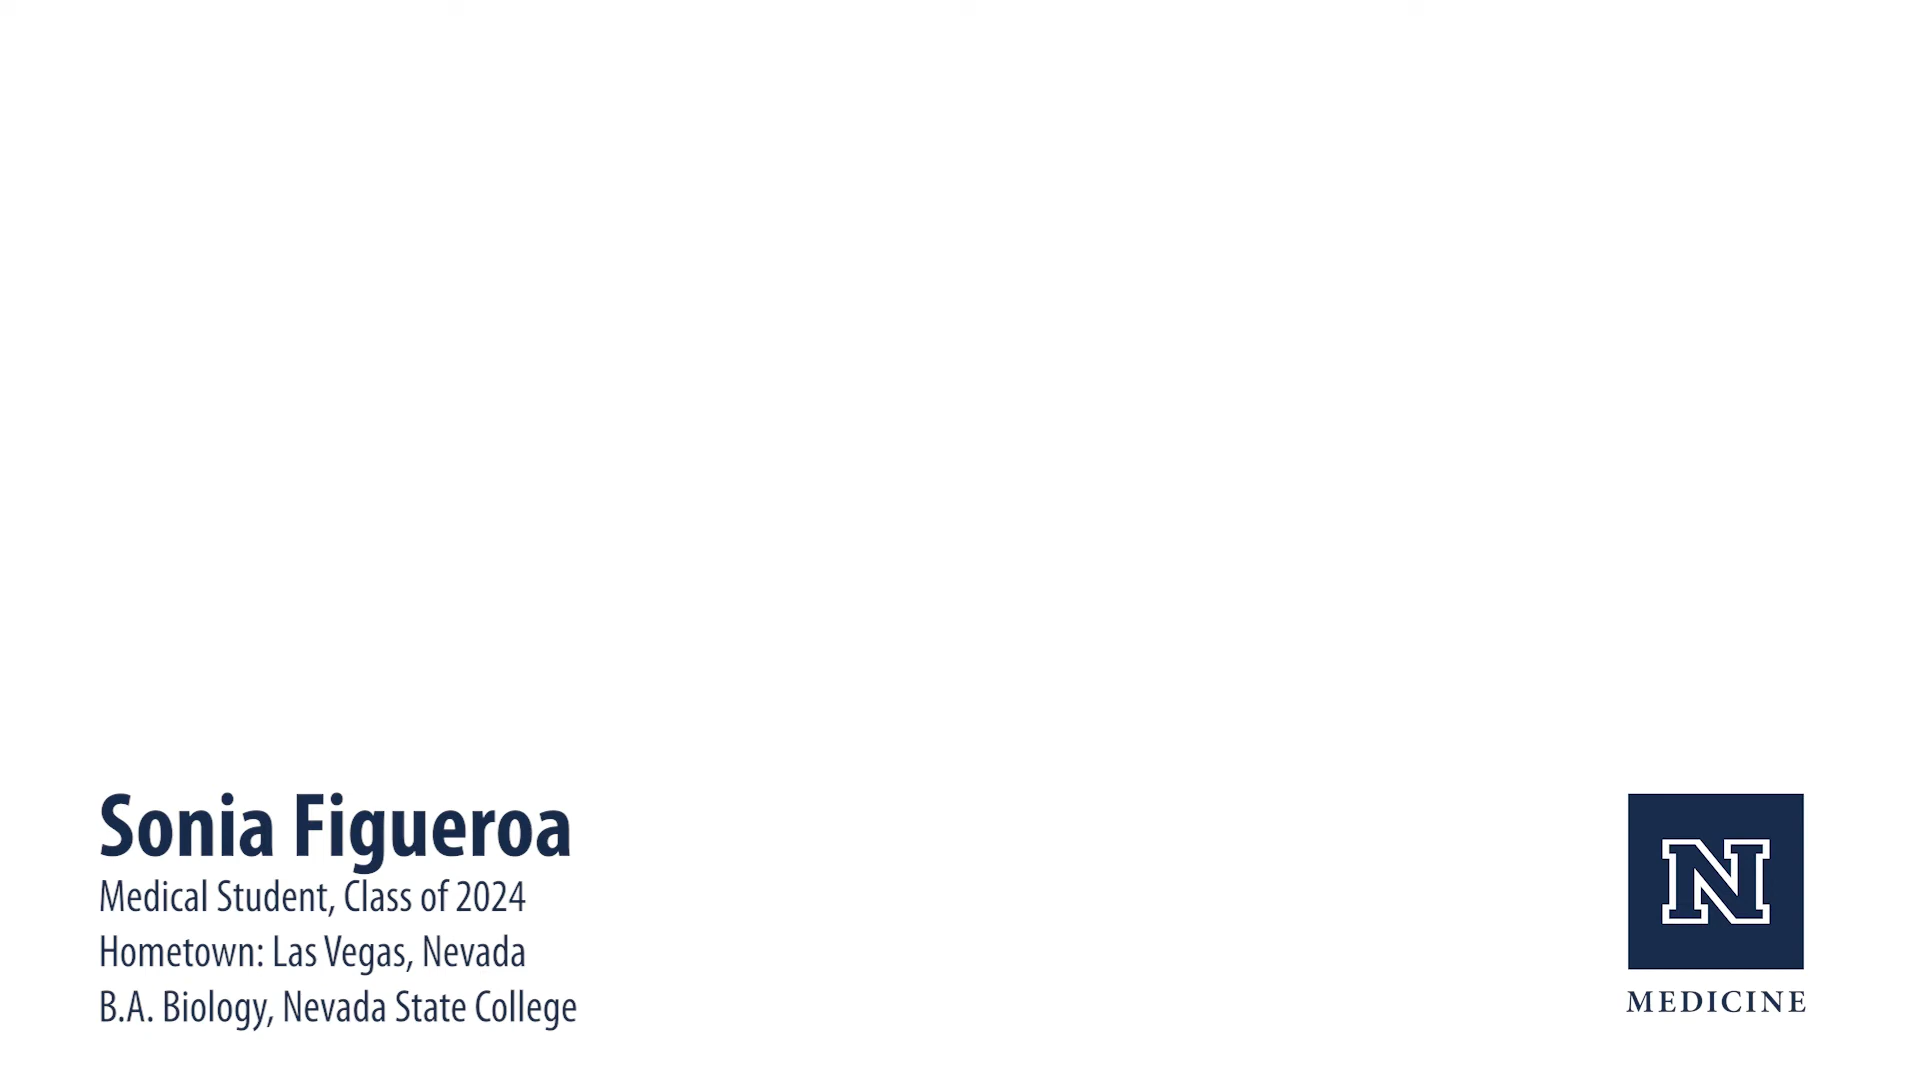 Sonia Figueroa
Medical Student, Class of 2024
Hometown: Las Vegas, Nevada
B.A. Biology, Nevada State College
N
MEDICINE